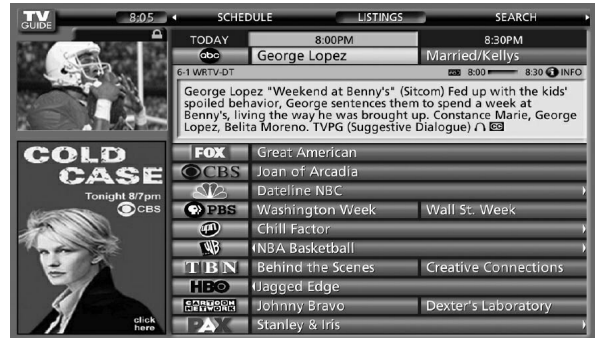 TV
GUIDE
8:05
SCHEDULE LISTINGS SEARCH
TODAY 8:00PM 8:30PM
abc George Lopez Married/Kellys
6-1 WRTV-DT 8:00 8:30 i INFO
George Lopez "Weekend at Benny's" (Sitcom) Fed up with the kids'
spoiled behavior, George sentences them to spend a week at
Benny's, living the way he was brought up. Constance Marie, George
Lopez, Belita Moreno. TVPG (Suggestive Dialogue) CC
FOX Great American
CBS Joan of Arcadia
Dateline NBC
PBS Washington Week Wall St. Week
Chill Factor
WB NBA Basketball
TBN Behind the Scenes Creative Connections
HBO Jagged Edge
CARTOON NETWORK Johnny Bravo Dexter's Laboratory
PAX Stanley & Iris
COLD
CASE
Tonight 8/7pm
CBS
click
here